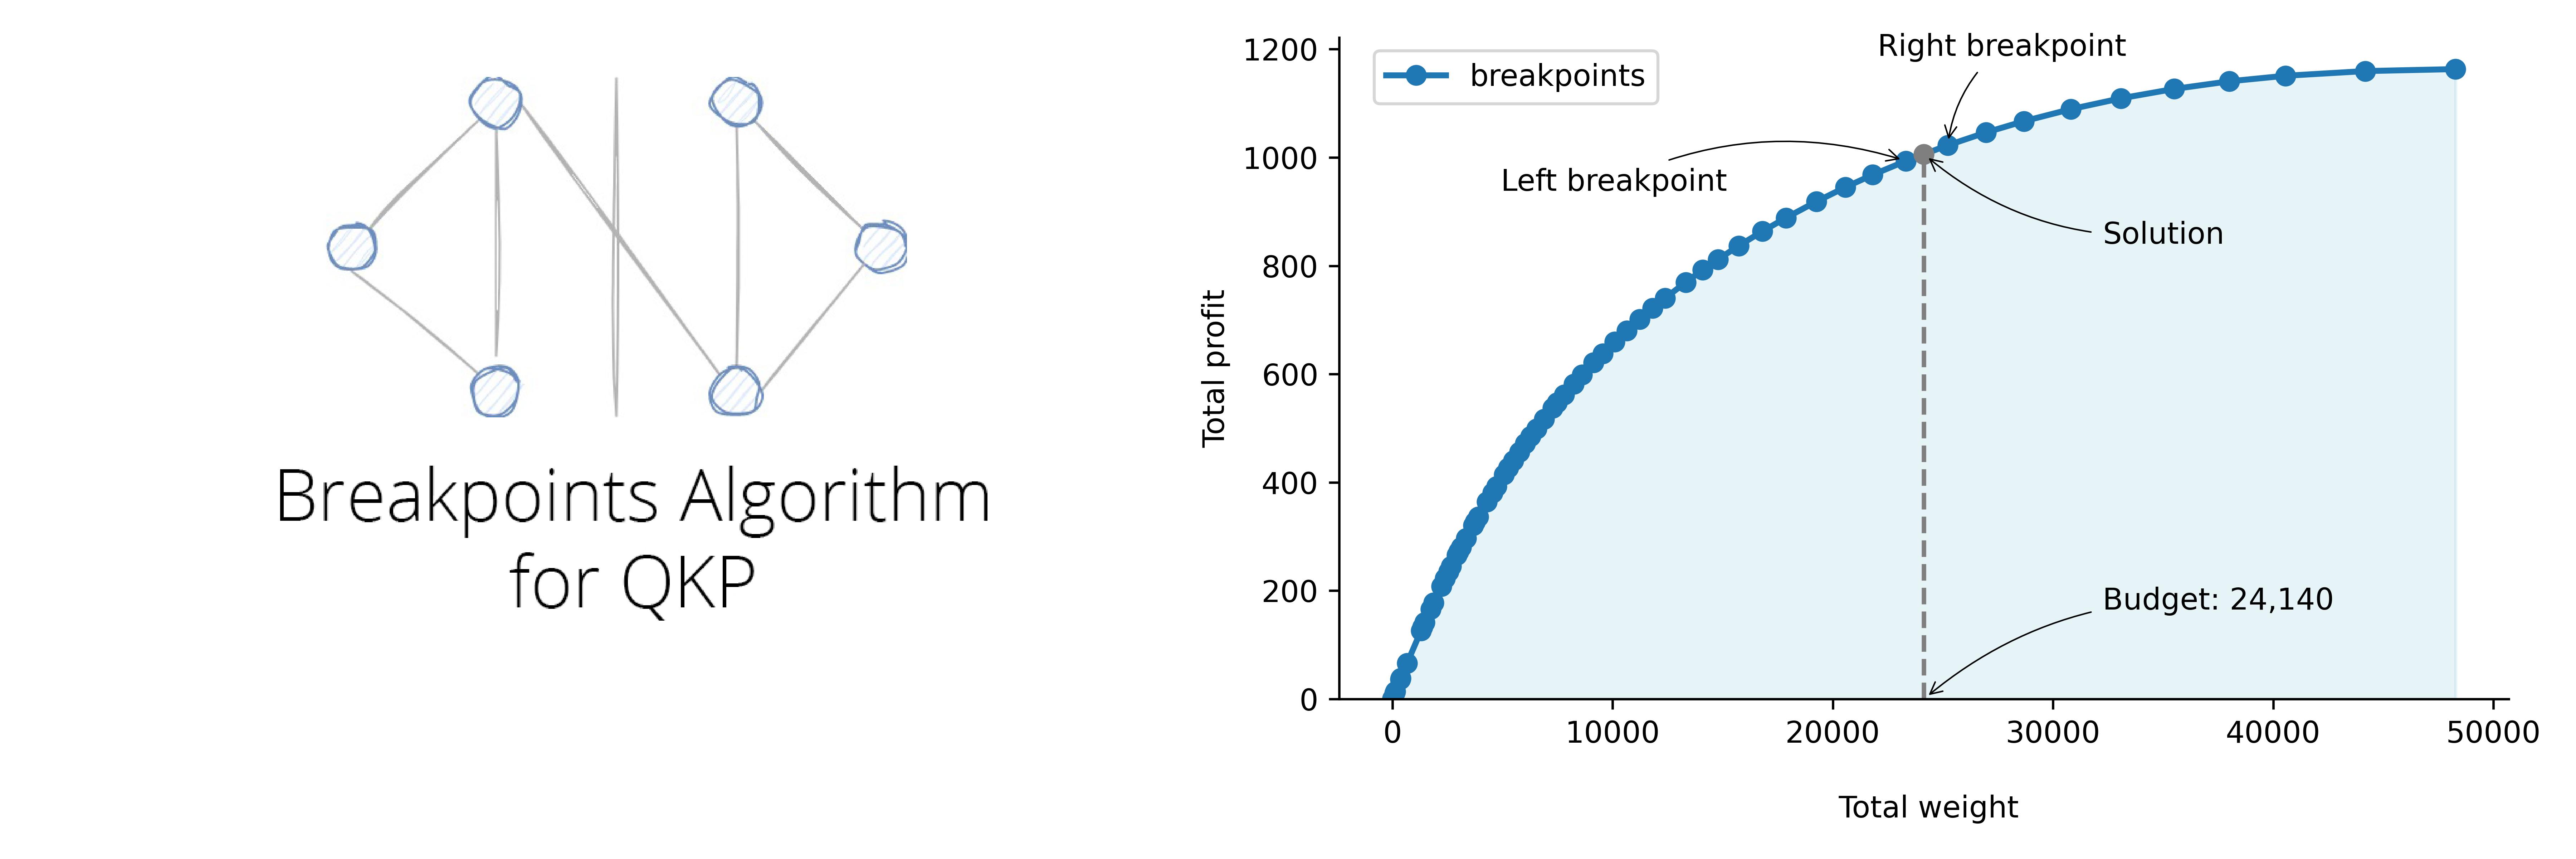 Breakpoints Algorithm
for QKP
breakpoints
Right breakpoint
Left breakpoint
Solution
Budget: 24,140
Total profit
1200
1000
800
600
400
200
0
0 10000 20000 30000 40000 50000
Total weight